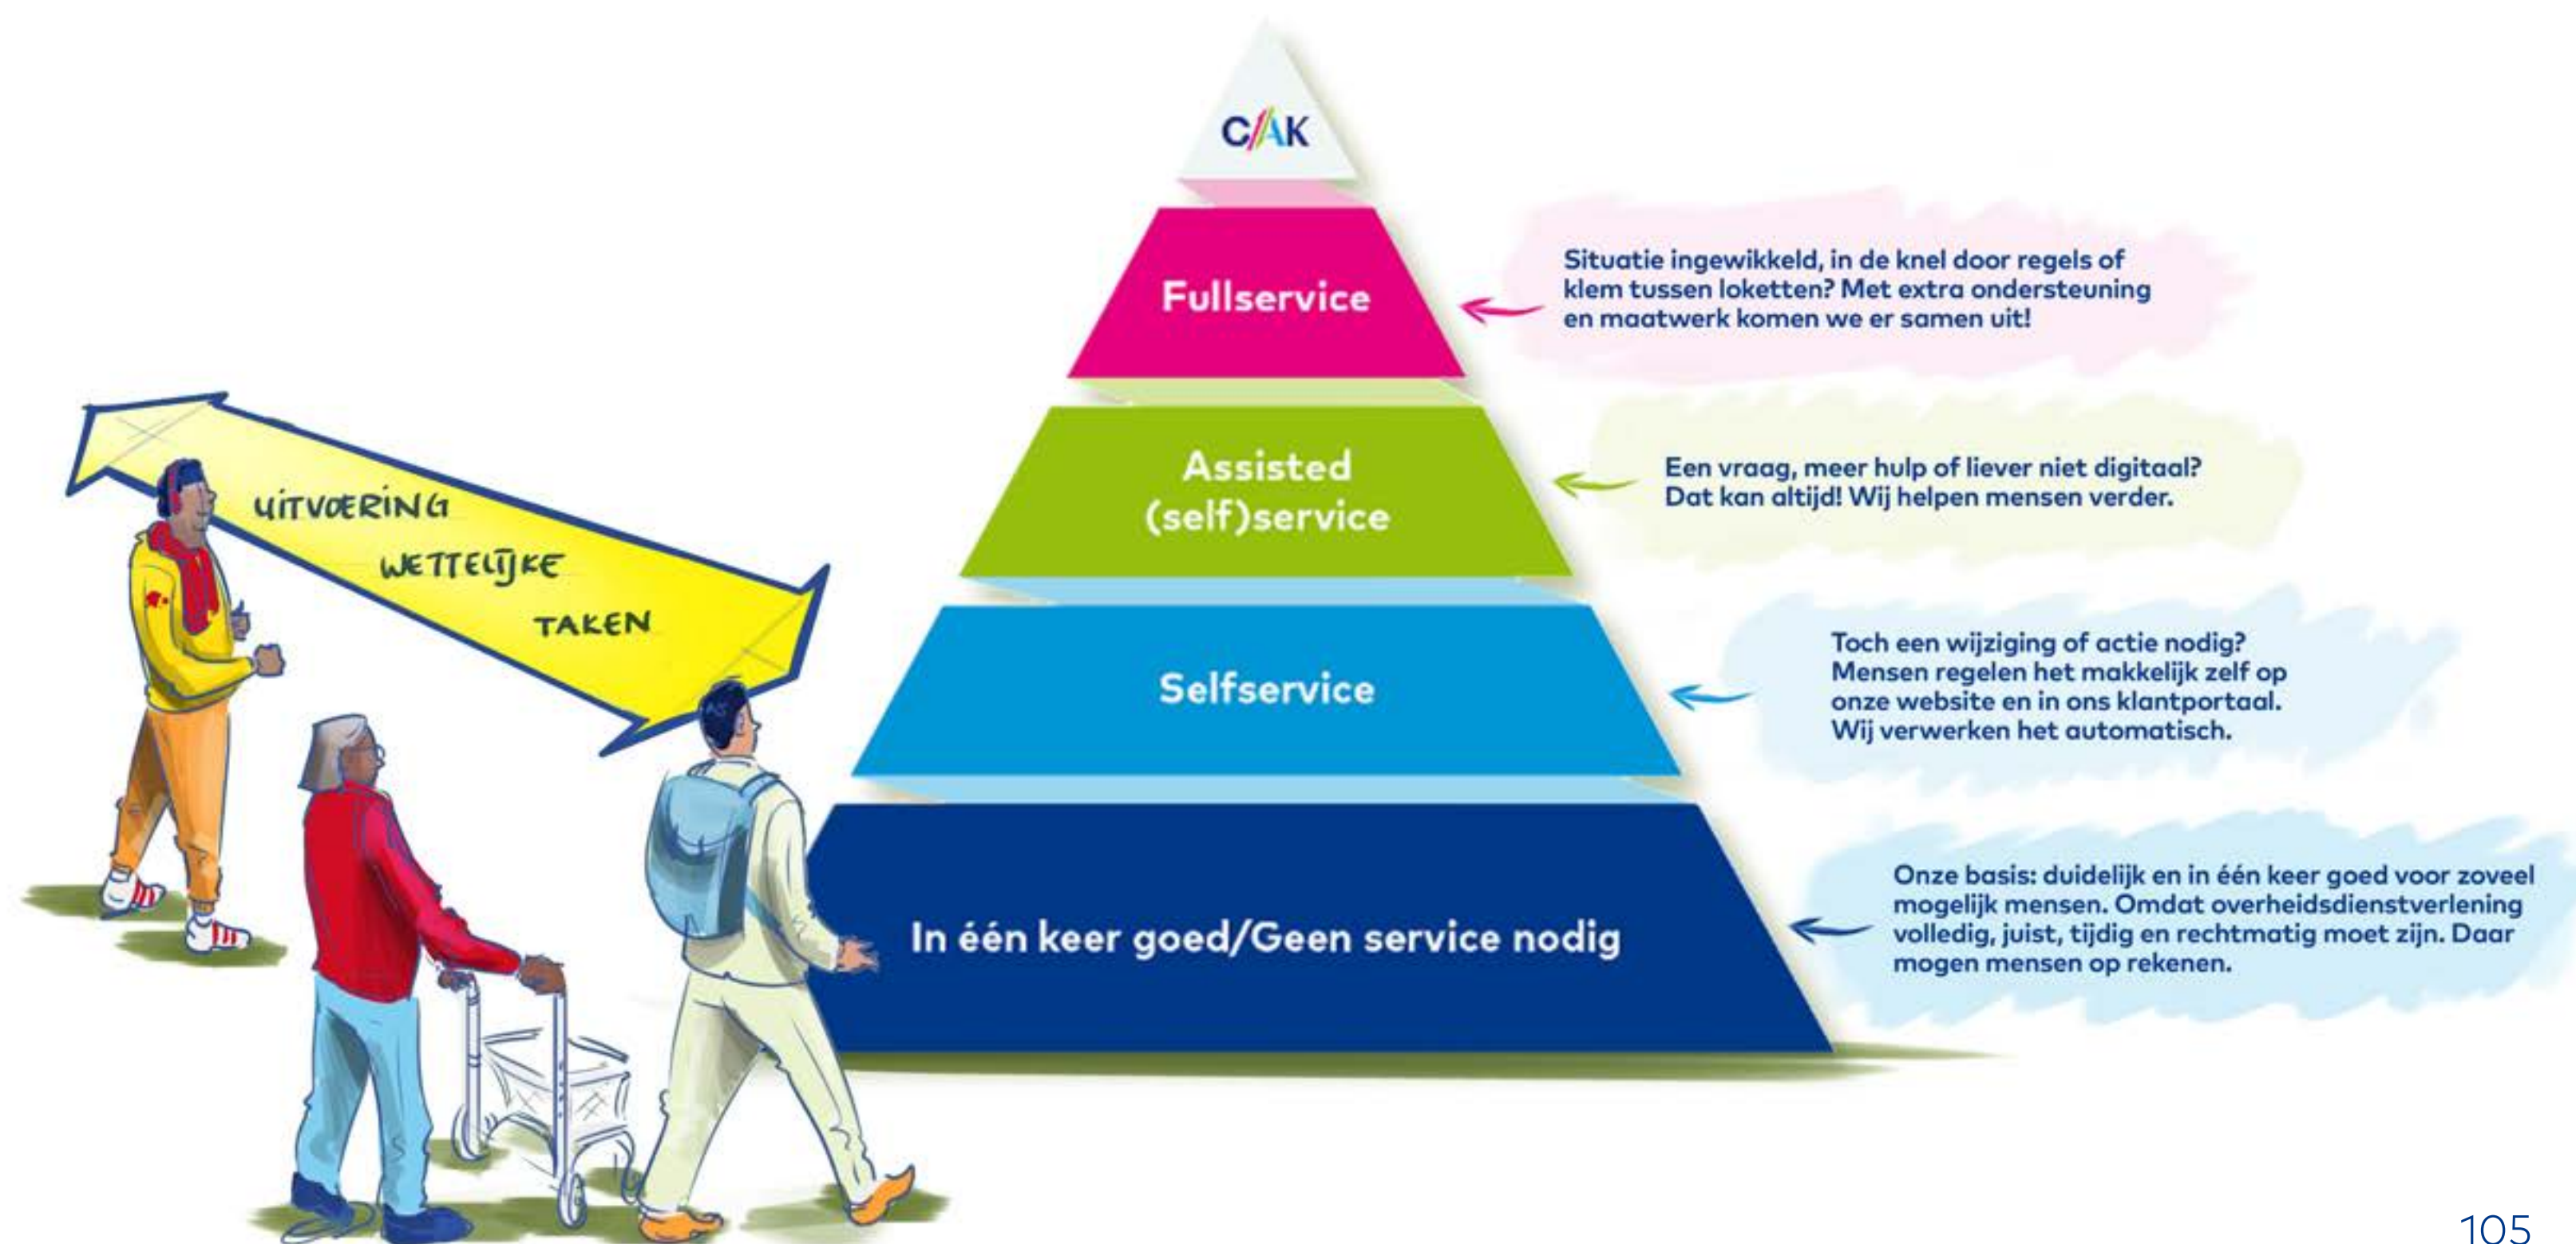 C/AK
Fullservice
Situatie ingewikkeld, in de knel door regels of
klem tussen loketten? Met extra ondersteuning
en maatwerk komen we er samen uit!
Assisted
(self)service
Een vraag, meer hulp of liever niet digitaal?
Dat kan altijd! Wij helpen mensen verder.
UITVOERING
WETTELIJKE
TAKEN
Selfservice
Toch een wijziging of actie nodig?
Mensen regelen het makkelijk zelf op
onze website en in ons klantportaal.
Wij verwerken het automatisch.
In één keer goed/Geen service nodig
Onze basis: duidelijk en in één keer goed voor zoveel
mogelijk mensen. Omdat overheidsdienstverlening
volledig, juist, tijdig en rechtmatig moet zijn. Daar
mogen mensen op rekenen.
105